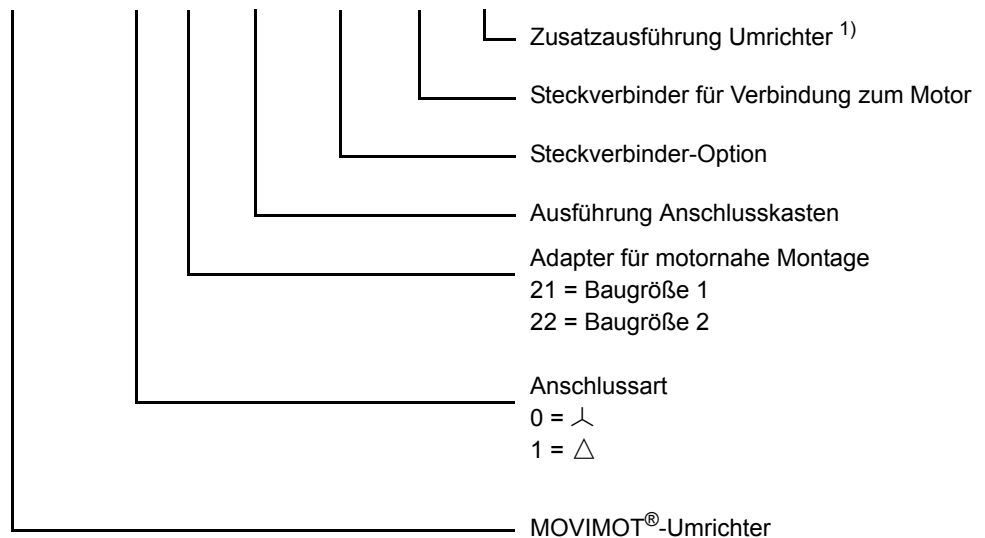 Zusatzausführung Umrichter 1)
Steckverbinder für Verbindung zum Motor
Steckverbinder-Option
Ausführung Anschlusskasten
Adapter für motornahe Montage
21 = Baugröße 1
22 = Baugröße 2
Anschlussart
0 = ⅄
1 = △
MOVIMOT®-Umrichter